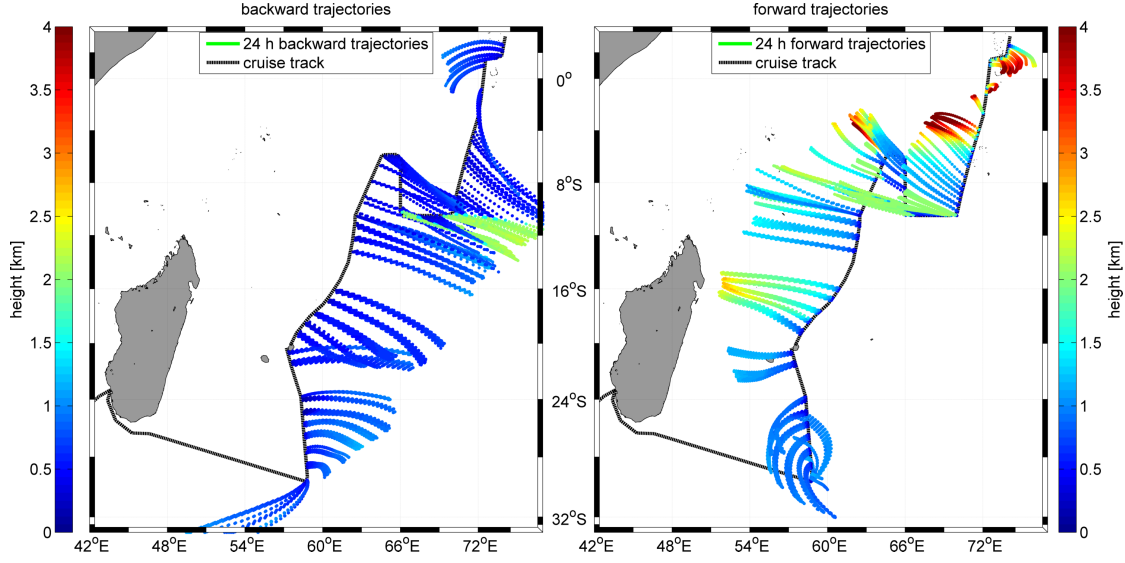 backward trajectories
forward trajectories
24 h backward trajectories
cruise track
24 h forward trajectories
cruise track
height [km]
4
3.5
3
2.5
2
1.5
1
0.5
0
0°
8°S
16°S
24°S
32°S
42°E
54°E
60°E
66°E
72°E
42°E
54°E
60°E
66°E
72°E
4
3.5
3
2.5
2
1.5
1
0.5
0
height [km]